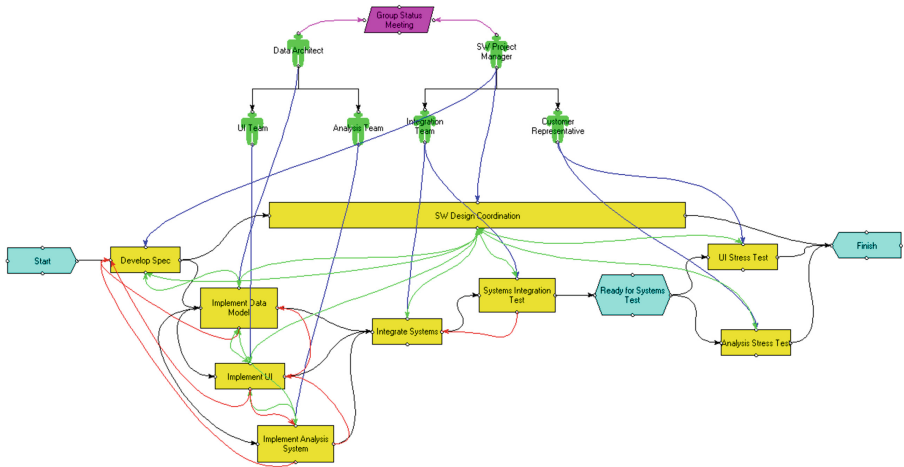 Group Status
Meeting
Data Architect
SW Project
Manager
UI Team
Analysis Team
Integration
Team
Customer
Representative
SW Design Coordination
Start
Develop Spec
UI Stress Test
Finish
Implement Data
Model
Systems Integration
Test
Ready for Systems
Test
Integrate Systems
Analysis Stress Test
Implement UI
Implement Analysis
System